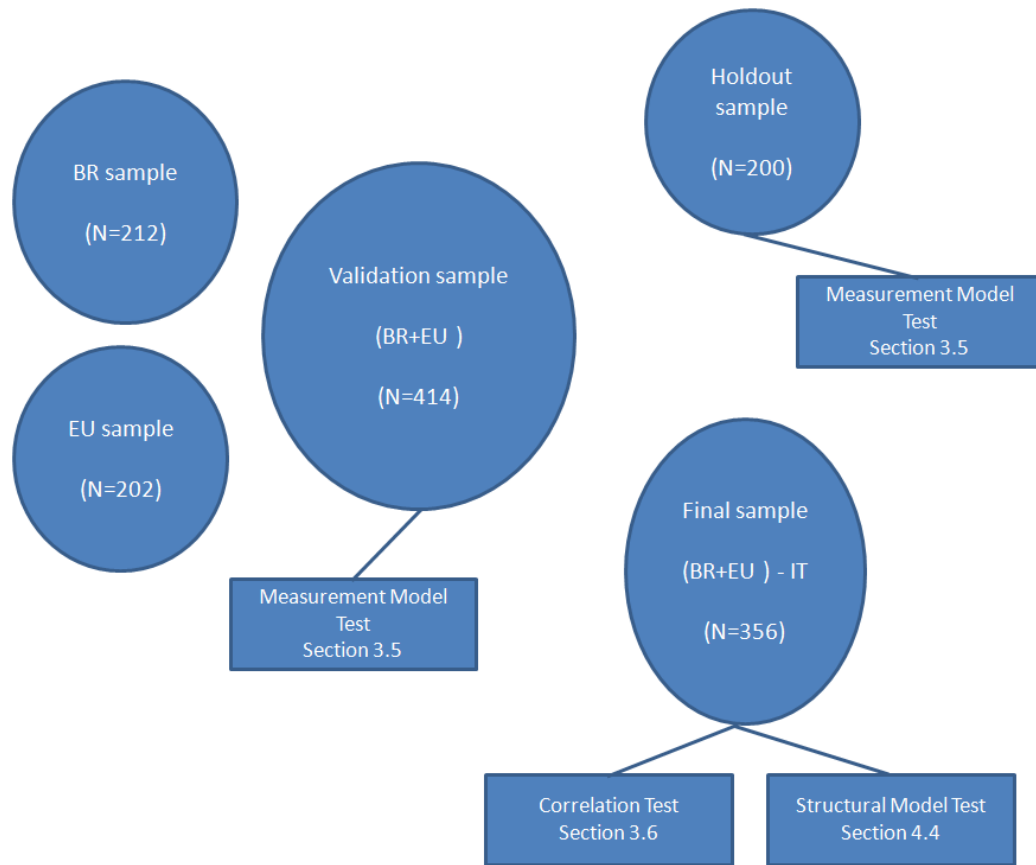 BR sample
(N=212)
EU sample
(N=202)
Validation sample
(BR+EU )
(N=414)
Measurement Model
Test
Section 3.5
Holdout
sample
(N=200)
Measurement Model
Test
Section 3.5
Final sample
(BR+EU ) - IT
(N=356)
Correlation Test
Section 3.6
Structural Model Test
Section 4.4